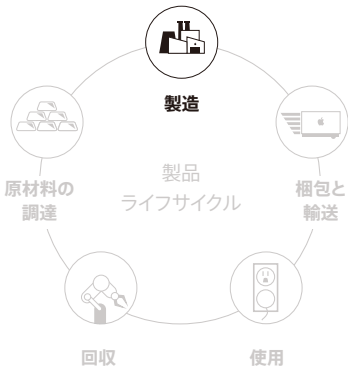 製造
原材料の
調達
製品
ライフサイクル
梱包と
輸送
回収
使用